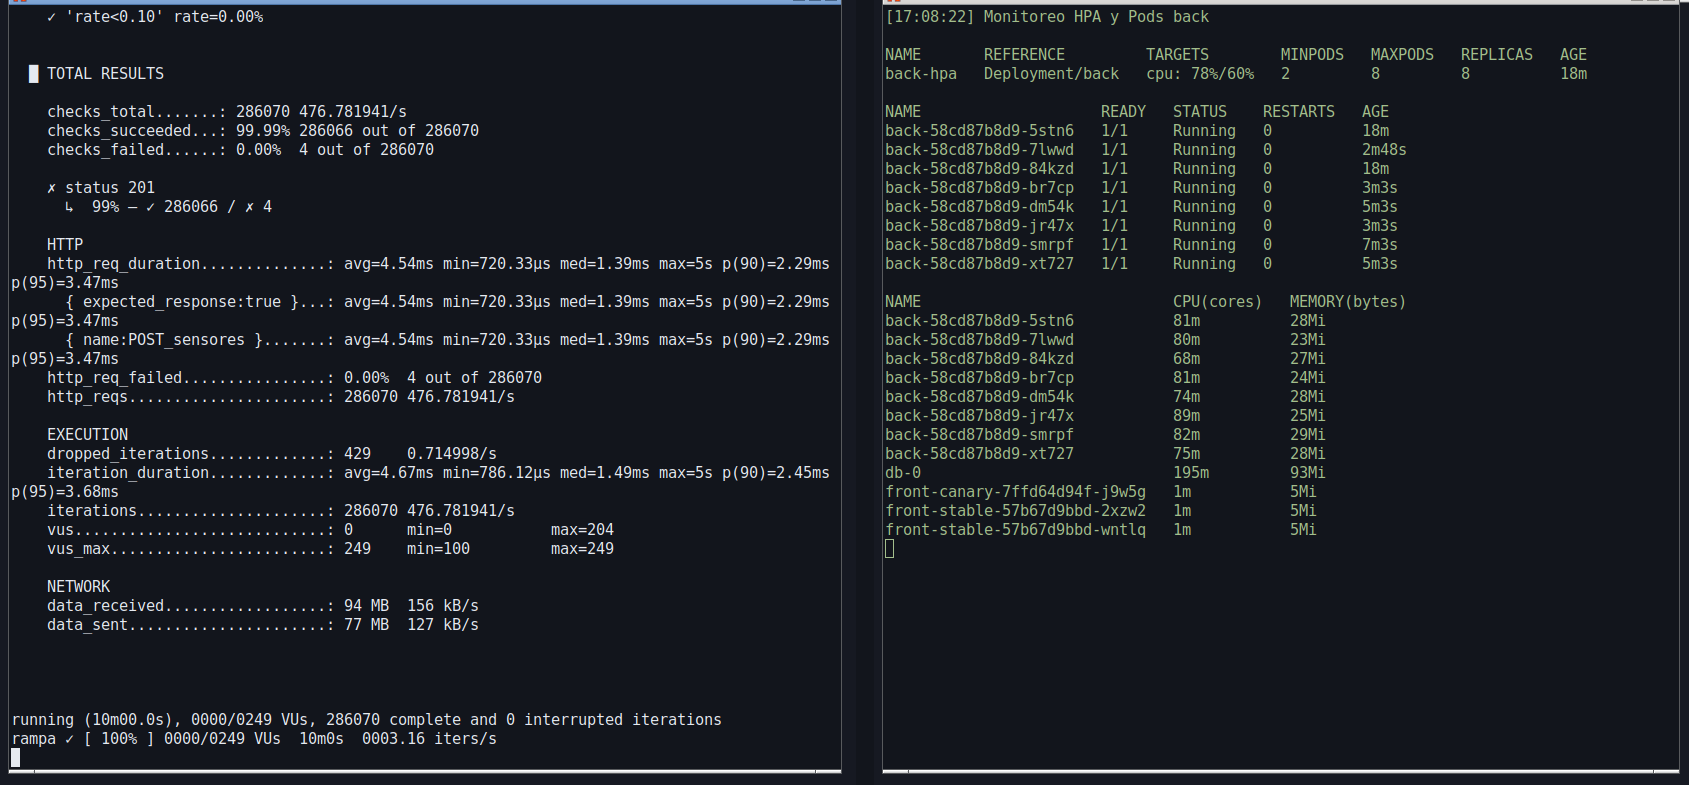 ✓ 'rate<0.10' rate=0.00%
█ TOTAL RESULTS
checks_total.......: 286070 476.781941/s
checks_succeeded...: 99.99% 286066 out of 286070
checks_failed......: 0.00%  4 out of 286070
✗ status 201
↳  99% — ✓ 286066 / ✗ 4
HTTP
http_req_duration..............: avg=4.54ms min=720.33µs med=1.39ms max=5s p(90)=2.29ms
p(95)=3.47ms
{ expected_response:true }...: avg=4.54ms min=720.33µs med=1.39ms max=5s p(90)=2.29ms
p(95)=3.47ms
{ name:POST_sensores }.......: avg=4.54ms min=720.33µs med=1.39ms max=5s p(90)=2.29ms
p(95)=3.47ms
http_req_failed................: 0.00%  4 out of 286070
http_reqs......................: 286070 476.781941/s
EXECUTION
dropped_iterations.............: 429    0.714998/s
iteration_duration.............: avg=4.67ms min=786.12µs med=1.49ms max=5s p(90)=2.45ms
p(95)=3.68ms
iterations.....................: 286070 476.781941/s
vus............................: 0      min=0           max=204
vus_max........................: 249    min=100         max=249
NETWORK
data_received..................: 94 MB  156 kB/s
data_sent......................: 77 MB  127 kB/s
running (10m00.0s), 0000/0249 VUs, 286070 complete and 0 interrupted iterations
rampa ✓ [ 100% ] 0000/0249 VUs  10m0s  0003.16 iters/s
[17:08:22] Monitoreo HPA y Pods back
NAME       REFERENCE         TARGETS        MINPODS   MAXPODS   REPLICAS   AGE
back-hpa   Deployment/back   cpu: 78%/60%   2         8         8          18m
NAME                    READY   STATUS    RESTARTS   AGE
back-58cd87b8d9-5stn6   1/1     Running   0          18m
back-58cd87b8d9-7lwwd   1/1     Running   0          2m48s
back-58cd87b8d9-84kzd   1/1     Running   0          18m
back-58cd87b8d9-br7cp   1/1     Running   0          3m3s
back-58cd87b8d9-dm54k   1/1     Running   0          5m3s
back-58cd87b8d9-jr47x   1/1     Running   0          3m3s
back-58cd87b8d9-smrpf   1/1     Running   0          7m3s
back-58cd87b8d9-xt727   1/1     Running   0          5m3s
NAME                            CPU(cores)   MEMORY(bytes)
back-58cd87b8d9-5stn6           81m          28Mi
back-58cd87b8d9-7lwwd           80m          23Mi
back-58cd87b8d9-84kzd           68m          27Mi
back-58cd87b8d9-br7cp           81m          24Mi
back-58cd87b8d9-dm54k           74m          28Mi
back-58cd87b8d9-jr47x           89m          25Mi
back-58cd87b8d9-smrpf           82m          29Mi
back-58cd87b8d9-xt727           75m          28Mi
db-0                            195m         93Mi
front-canary-7ffd64d94f-j9w5g   1m           5Mi
front-stable-57b67d9bbd-2xzw2   1m           5Mi
front-stable-57b67d9bbd-wntlq   1m           5Mi